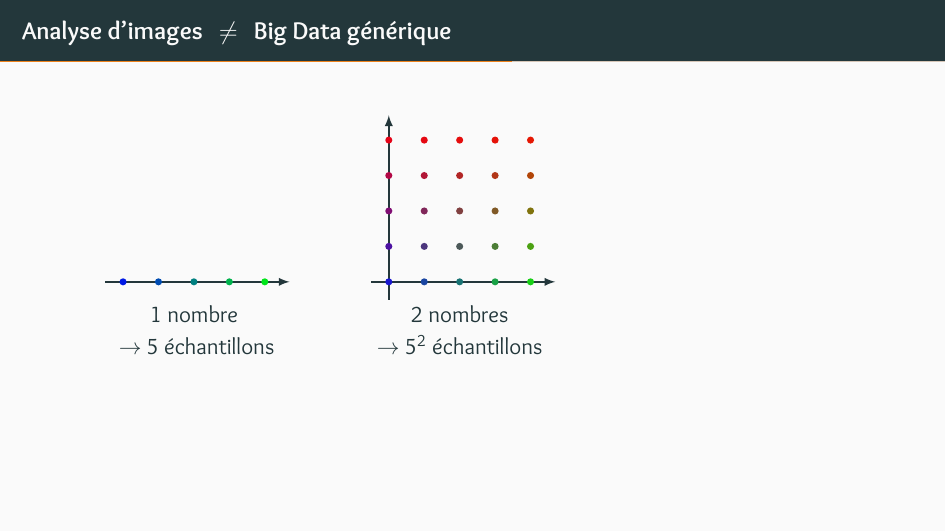 Analyse d’images ≠ Big Data générique
1 nombre
→ 5 échantillons
2 nombres
→ 5² échantillons